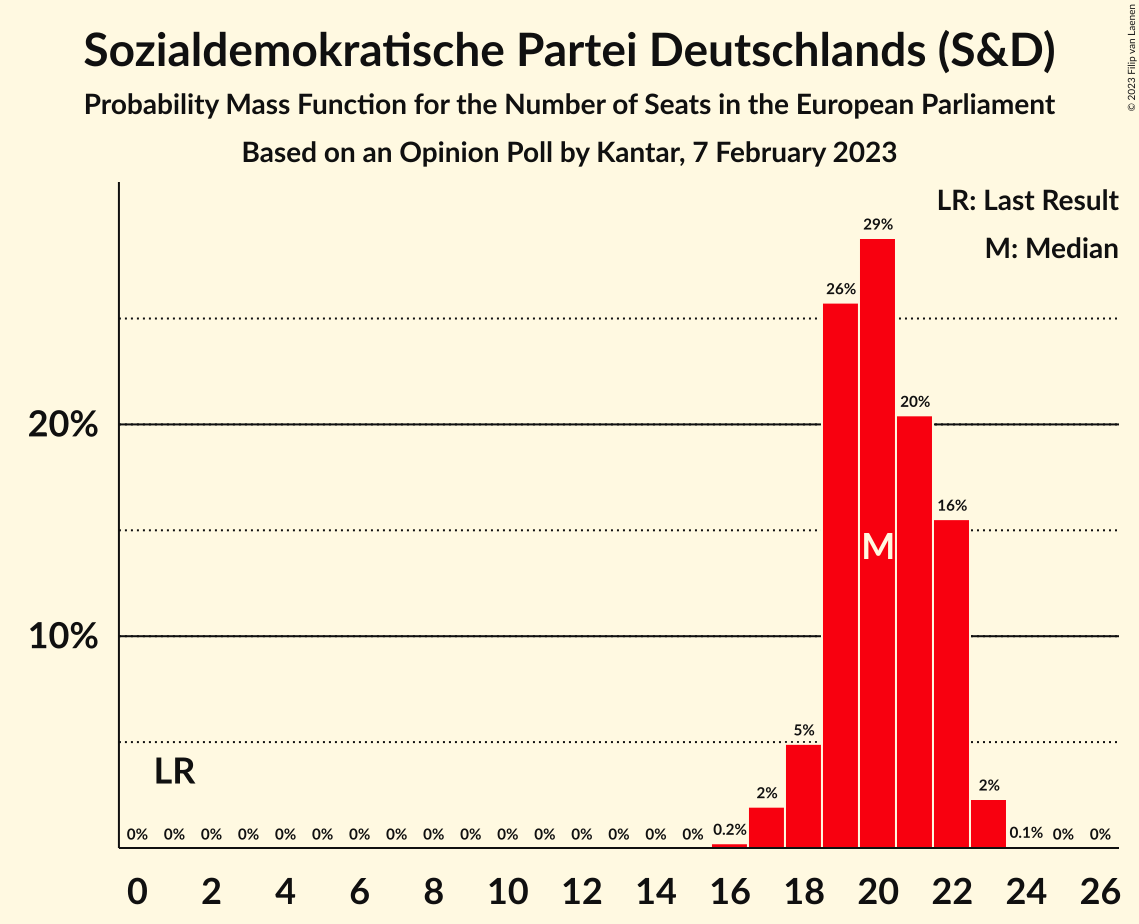 Sozialdemokratische Partei Deutschlands (S&D)
Probability Mass Function for the Number of Seats in the European Parliament
Based on an Opinion Poll by Kantar, 7 February 2023
© 2023 Filip van Laenen
LR: Last Result
M: Median
29%
26%
20%
20%
16%
M
10%
5%
LR
2%
2%
0% 0% 0% 0% 0% 0% 0% 0% 0% 0% 0% 0% 0% 0% 0% 0% 0.2% 0.1% 0% 0%
0 2 4 6 8 10 12 14 16 18 20 22 24 26